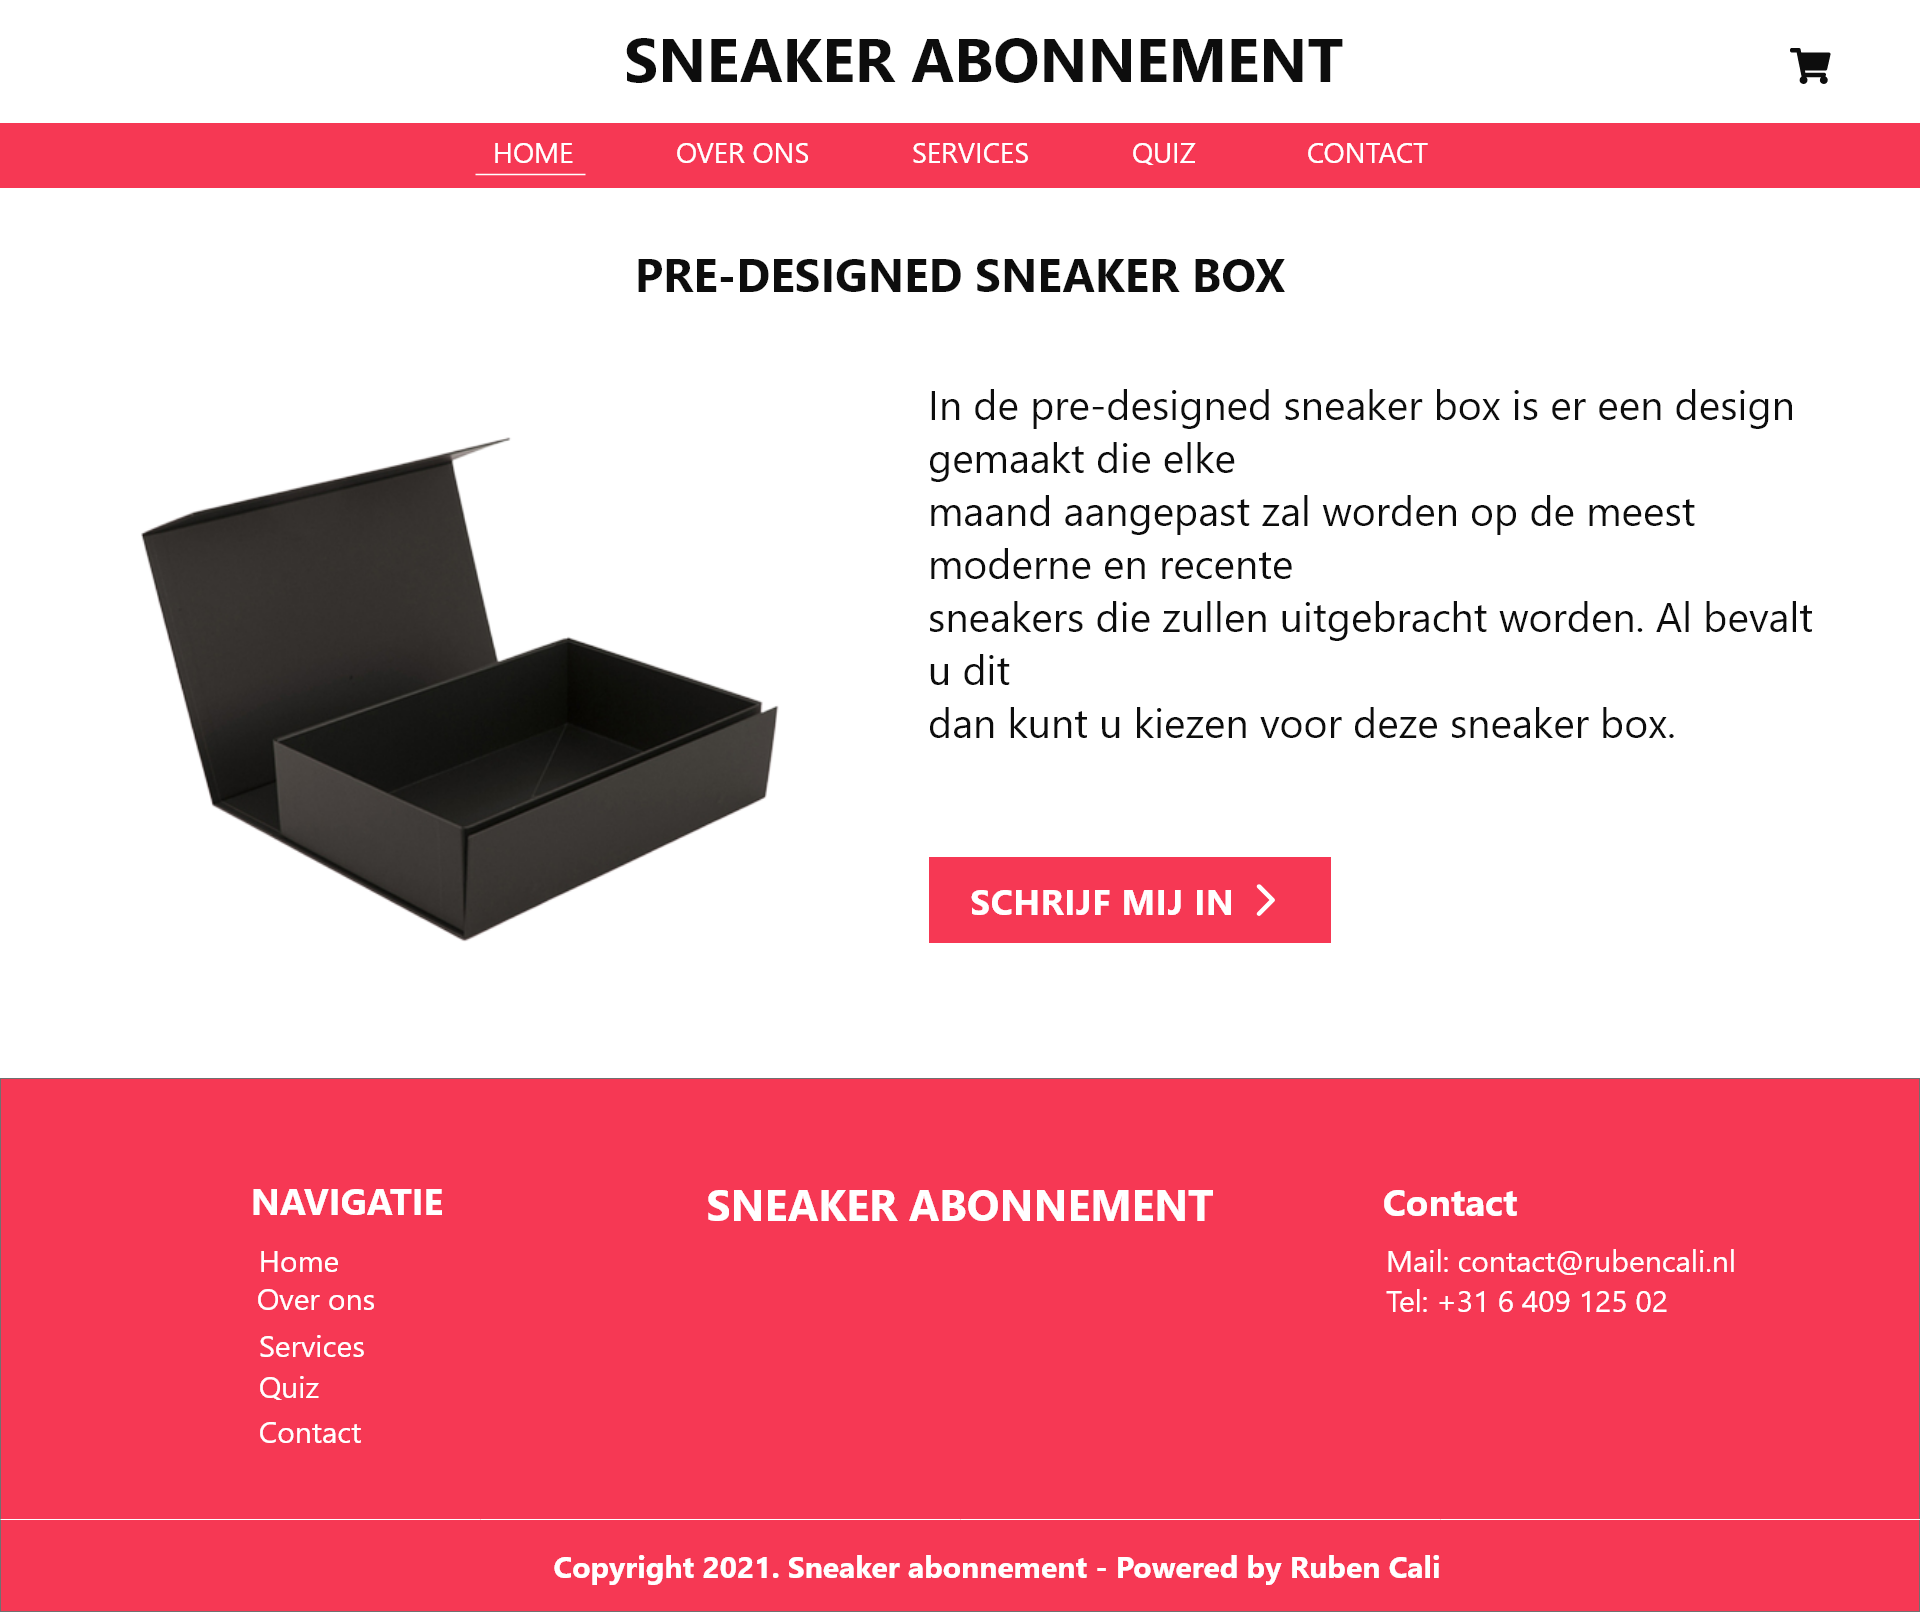 SNEAKER ABONNEMENT
HOME OVER ONS SERVICES QUIZ CONTACT
PRE-DESIGNED SNEAKER BOX
In de pre-designed sneaker box is er een design
gemaakt die elke
maand aangepast zal worden op de meest
moderne en recente
sneakers die zullen uitgebracht worden. Al bevalt
u dit
dan kunt u kiezen voor deze sneaker box.
SCHRIJF MIJ IN
NAVIGATIE
Home
Over ons
Services
Quiz
Contact
SNEAKER ABONNEMENT
Contact
Mail: contact@rubencali.nl
Tel: +31 6 409 125 02
Copyright 2021. Sneaker abonnement - Powered by Ruben Cali